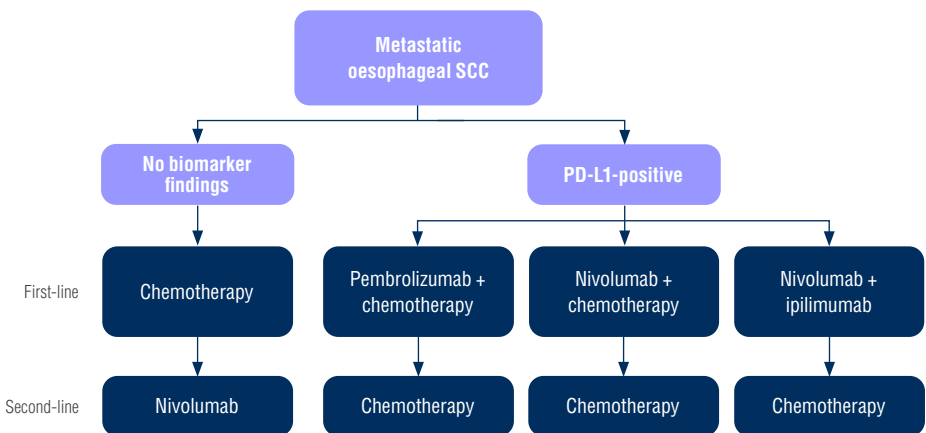 Metastatic
oesophageal SCC
No biomarker
findings
PD-L1-positive
First-line
Chemotherapy
Pembrolizumab +
chemotherapy
Nivolumab +
chemotherapy
Nivolumab +
ipilimumab
Second-line
Nivolumab
Chemotherapy
Chemotherapy
Chemotherapy